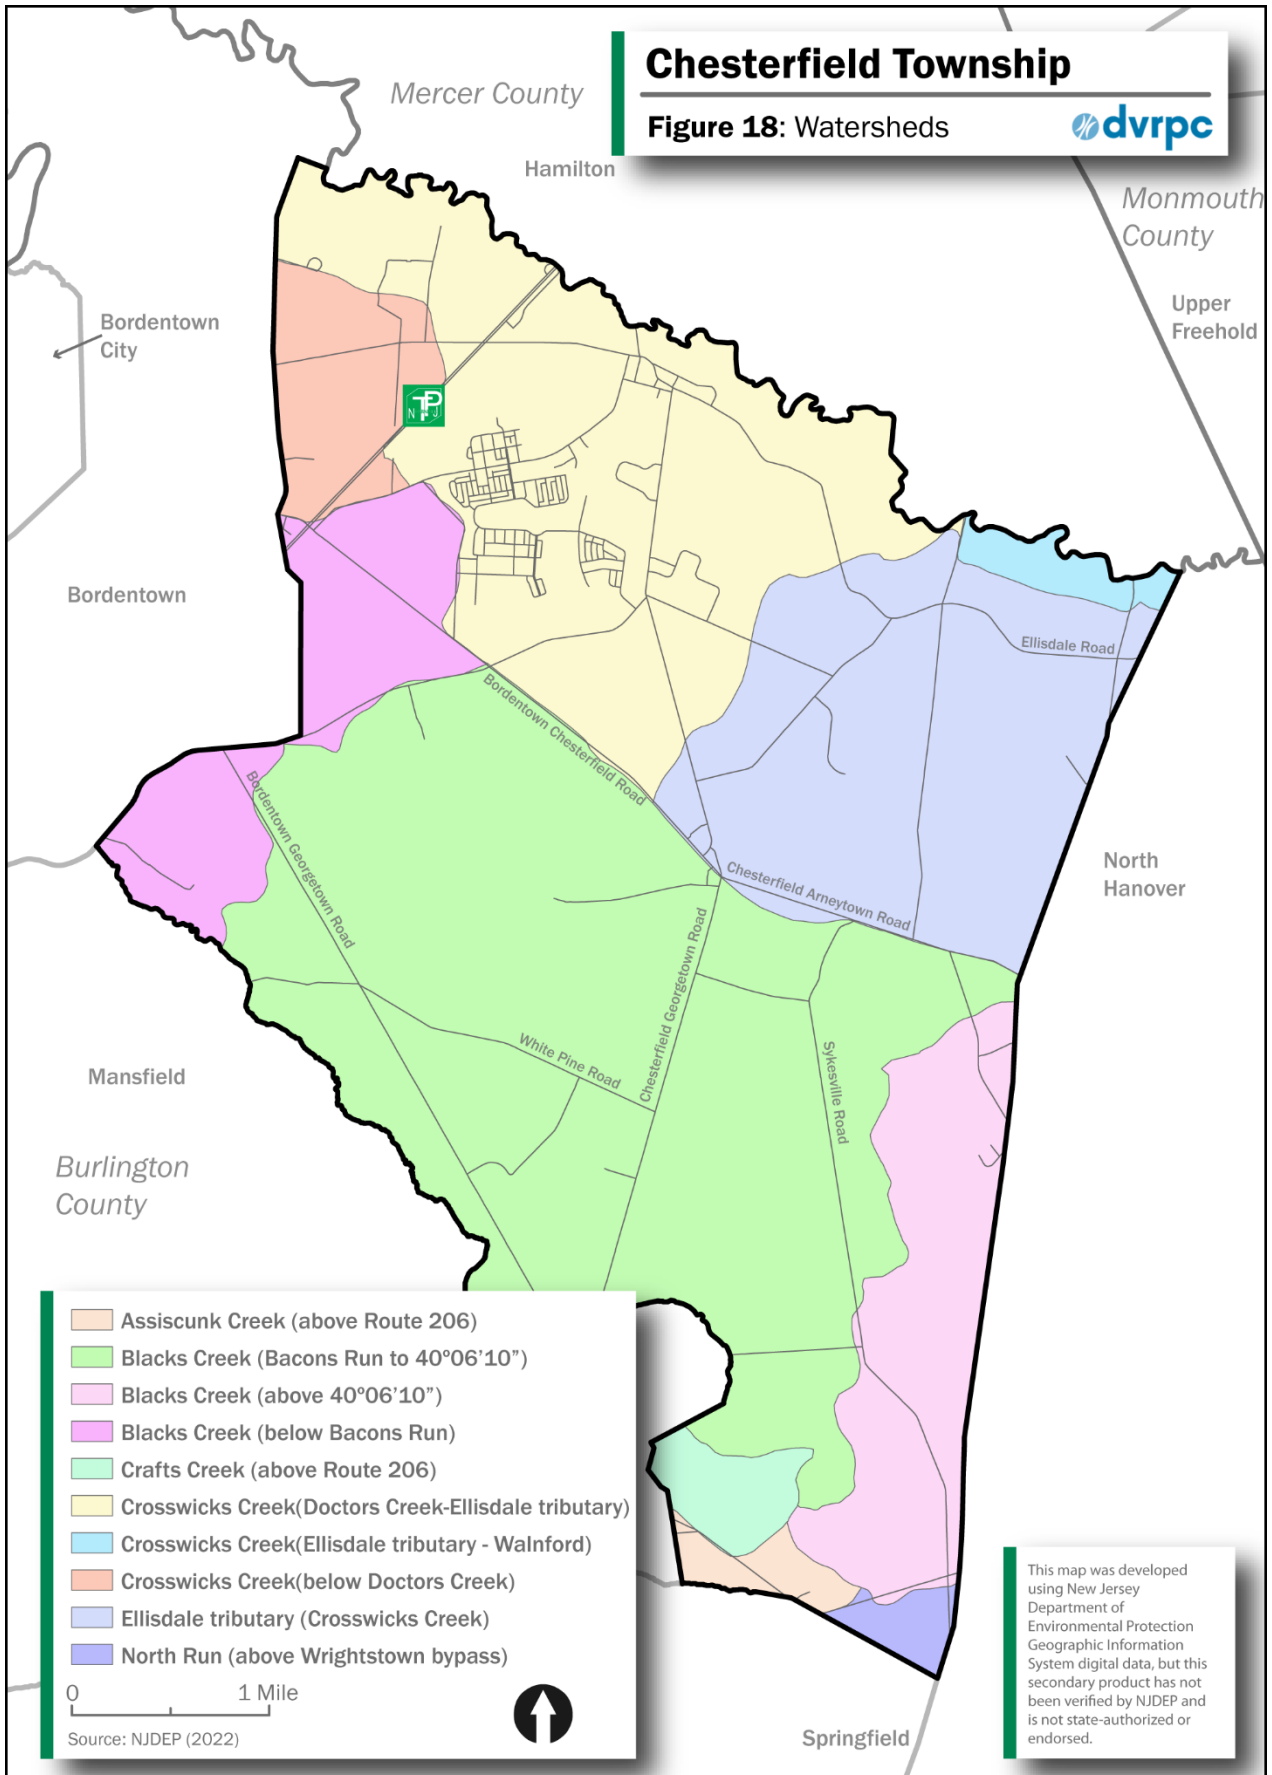 Chesterfield Township
Figure 18: Watersheds
dvrpc
Mercer County
Hamilton
Monmouth
County
Upper
Freehold
Bordentown
City
TP
N J
Bordentown
Ellisdale Road
Bordentown Chesterfield Road
Bordentown Georgetown Road
Chesterfield Arneytown Road
North
Hanover
Chesterfield Georgetown Road
White Pine Road
Sykesville Road
Mansfield
Burlington
County
Assiscunk Creek (above Route 206)
Blacks Creek (Bacons Run to 40º06'10")
Blacks Creek (above 40º06'10")
Blacks Creek (below Bacons Run)
Crafts Creek (above Route 206)
Crosswicks Creek(Doctors Creek-Ellisdale tributary)
Crosswicks Creek(Ellisdale tributary - Walnford)
Crosswicks Creek(below Doctors Creek)
Ellisdale tributary (Crosswicks Creek)
North Run (above Wrightstown bypass)
0 1 Mile
Source: NJDEP (2022)
Springfield
This map was developed
using New Jersey
Department of
Environmental Protection
Geographic Information
System digital data, but this
secondary product has not
been verified by NJDEP and
is not state-authorized or
endorsed.